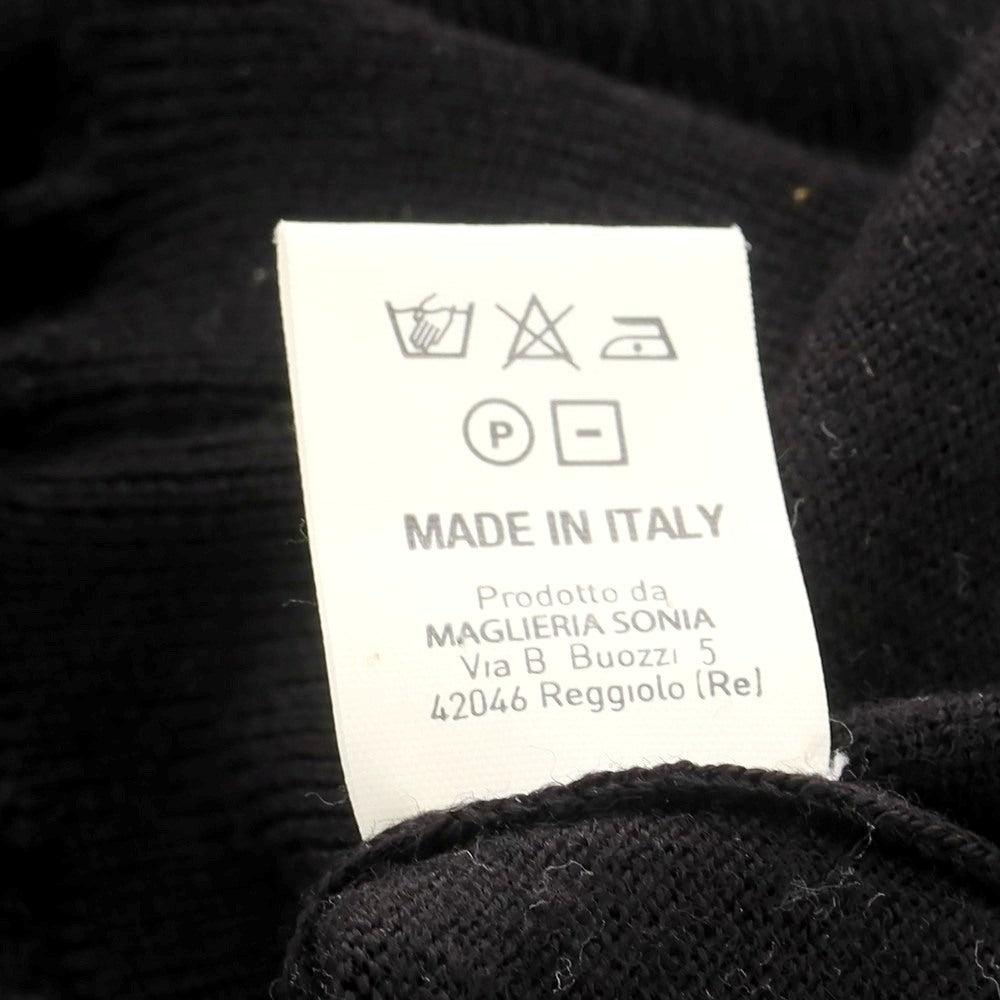 P
MADE IN ITALY
Prodotto da
MAGLIERIA SONIA
Via B Buozzi 5
42046 Reggiolo (Re)